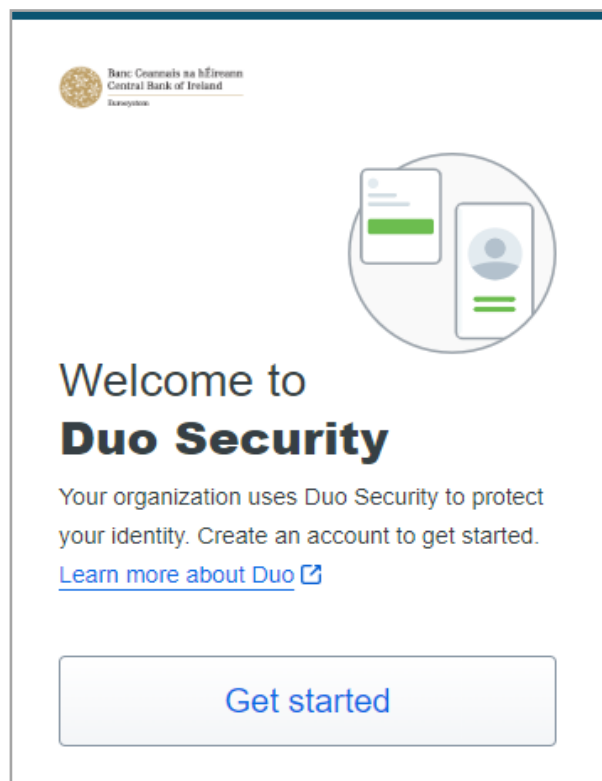 Banc Ceannais na hÉireann
Central Bank of Ireland
Eurosystem
Welcome to
Duo Security
Your organization uses Duo Security to protect
your identity. Create an account to get started.
Learn more about Duo
Get started